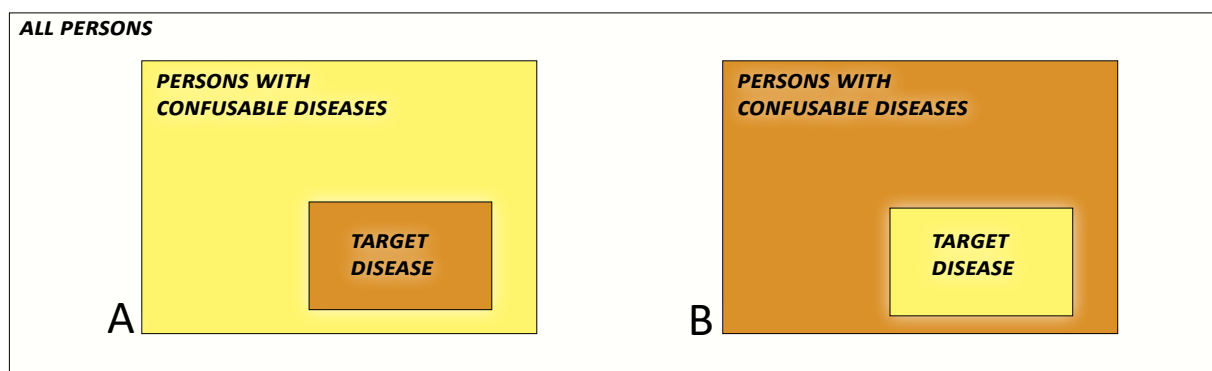 ALL PERSONS
PERSONS WITH
CONFUSABLE DISEASES
TARGET
DISEASE
A
PERSONS WITH
CONFUSABLE DISEASES
TARGET
DISEASE
B